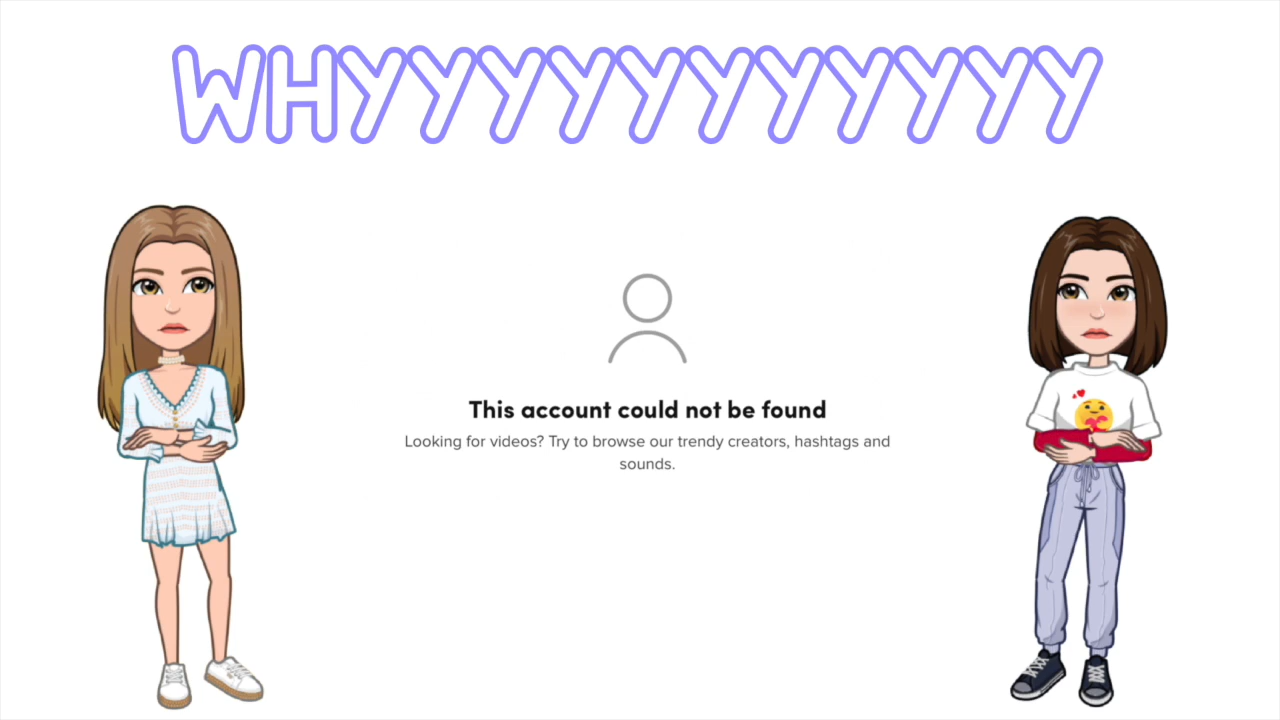 WHYYYYYYYYYYY
This account could not be found
Looking for videos? Try to browse our trendy creators, hashtags and
sounds.